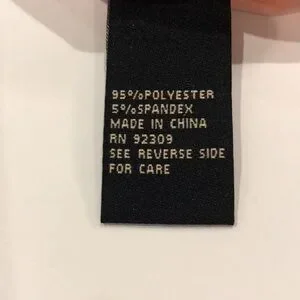 95%POLYESTER
5%SPANDEX
MADE IN CHINA
RN 92309
SEE REVERSE SIDE
FOR CARE